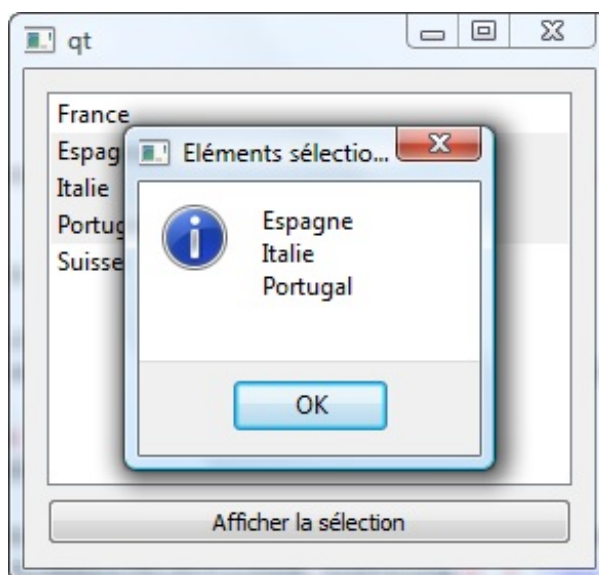 qt
France
Espag
Italie
Portug
Suisse
Eléments sélectio...
Espagne
Italie
Portugal
OK
Afficher la sélection